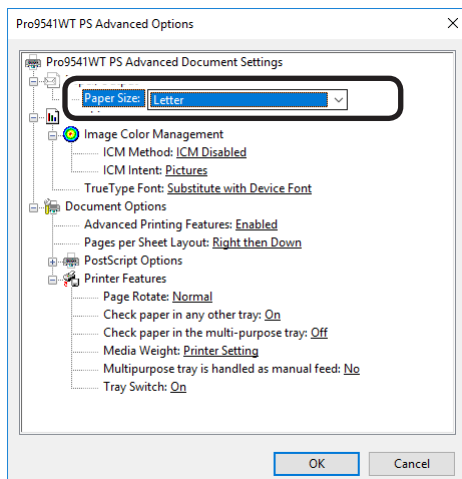 Pro9541WT PS Advanced Options
Pro9541WT PS Advanced Document Settings
Paper Size: Letter
Image Color Management
ICM Method: ICM Disabled
ICM Intent: Pictures
TrueType Font: Substitute with Device Font
Document Options
Advanced Printing Features: Enabled
Pages per Sheet Layout: Right then Down
PostScript Options
Printer Features
Page Rotate: Normal
Check paper in any other tray: On
Check paper in the multi-purpose tray: Off
Media Weight: Printer Setting
Multipurpose tray is handled as manual feed: No
Tray Switch: On
OK Cancel